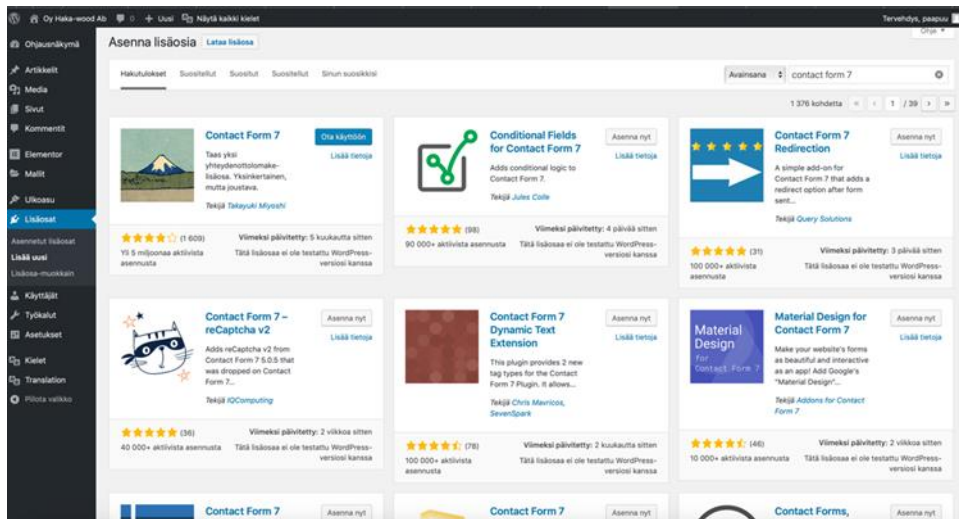 Oy Haka-wood Ab 0 + Uusi Näytä kaikki kielet
Tervehdys, paapuu
Ohjausnäkymä
Artikkelit
Media
Sivut
Kommentit
Elementor
Mallit
Ulkoasu
Lisäosat
Asennetut lisäosat
Lisää uusi
Lisäosa-muokkain
Käyttäjät
Työkalut
Asetukset
Kielet
Translation
Piilota valikko
Asenna lisäosia Lataa lisäosa
Ohje
Hakutulokset Suositellut Suositut Suositellut Sinun suosikkisi
Avainsana contact form 7
1 376 kohdetta « ‹ 1 / 39 › »
Contact Form 7
Ota käyttöön
Lisää tietoja
Taas yksi
yhteydenottolomake-
lisäosa. Yksinkertainen,
mutta joustava.
Tekijä Takayuki Miyoshi
(1 609)
Yli 5 miljoonaa aktiivista
asennusta
Viimeksi päivitetty: 5 kuukautta sitten
Tätä lisäosaa ei ole testattu WordPress-
versiosi kanssa
Conditional Fields
for Contact Form 7
Asenna nyt
Lisää tietoja
Adds conditional logic to
Contact Form 7.
Tekijä Jules Colle
(98)
90 000+ aktiivista asennusta
Viimeksi päivitetty: 4 päivää sitten
Tätä lisäosaa ei ole testattu WordPress-
versiosi kanssa
Contact Form 7
Redirection
Asenna nyt
Lisää tietoja
A simple add-on for
Contact Form 7 that adds a
redirect option after form
sent...
Tekijä Query Solutions
(31)
100 000+ aktiivista
asennusta
Viimeksi päivitetty: 3 päivää sitten
Tätä lisäosaa ei ole testattu WordPress-
versiosi kanssa
Contact Form 7 –
reCaptcha v2
Asenna nyt
Lisää tietoja
Adds reCaptcha v2 from
Contact Form 7 5.0.5 that
was dropped on Contact
Form 7...
Tekijä IQComputing
(36)
40 000+ aktiivista asennusta
Viimeksi päivitetty: 2 viikkoa sitten
Tätä lisäosaa ei ole testattu WordPress-
versiosi kanssa
Contact Form 7
Dynamic Text
Extension
Asenna nyt
Lisää tietoja
This plugin provides 2 new
tag types for the Contact
Form 7 Plugin. It allows...
Tekijä Chris Mavricos,
SevenSpark
(78)
100 000+ aktiivista
asennusta
Viimeksi päivitetty: 2 kuukautta sitten
Tätä lisäosaa ei ole testattu WordPress-
versiosi kanssa
Material
Design
for
Contact Form 7
Material Design for
Contact Form 7
Asenna nyt
Lisää tietoja
Make your website's forms
as beautiful and interactive
as an app! Add Google's
"Material Design"...
Tekijä Addons for Contact
Form 7
(46)
10 000+ aktiivista asennusta
Viimeksi päivitetty: 2 viikkoa sitten
Tätä lisäosaa ei ole testattu WordPress-
versiosi kanssa
Contact Form 7
Asenna nyt
Contact Form 7
Asenna nyt
Contact Forms,
Asenna nyt